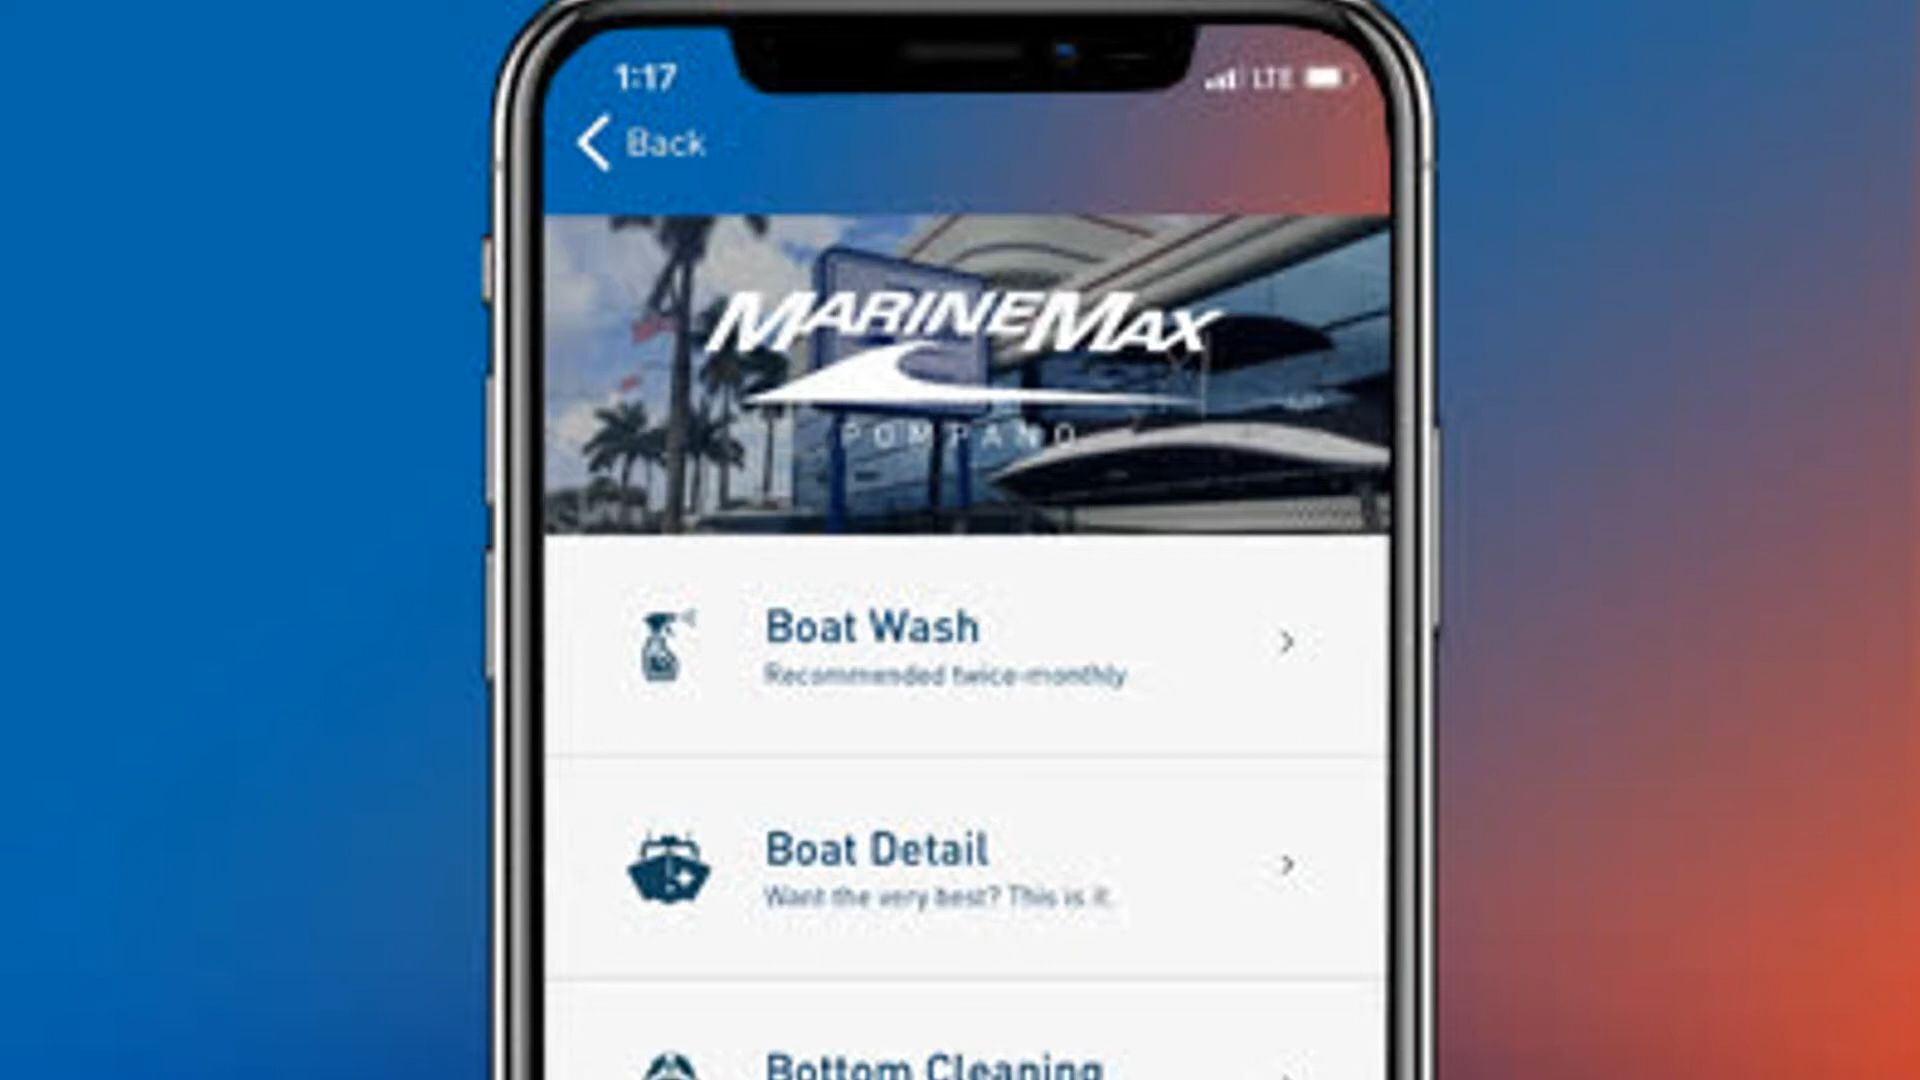 1:17
LTE
Back
MARINEMAX
POMPANO
Boat Wash
Recommended twice-monthly
Boat Detail
Want the very best? This is it.
Bottom Cleaning